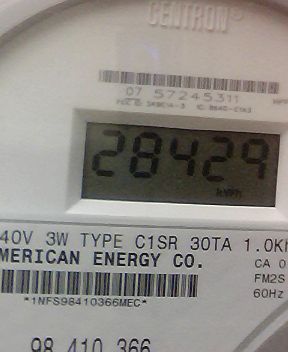 CENTRON®
07 57245311
28429
kWh
40V 3W TYPE C1SR 30TA 1.0Kh
MERICAN ENERGY CO.
CA 0
FM2S
60Hz
*1NFS98410366MEC*
98 410 366